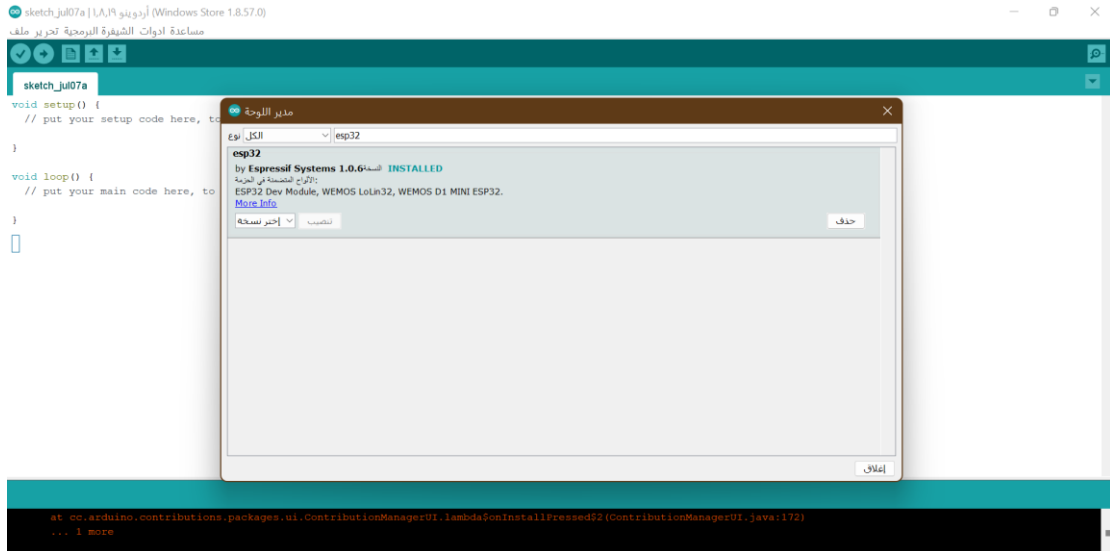 sketch_jul07a | أردوينو ١,٨,١٩ (Windows Store 1.8.57.0)
ملف تحرير الشيفرة البرمجية ادوات مساعدة
sketch_jul07a
void setup() {
// put your setup code here, to
}
void loop() {
// put your main code here, to
}
مدير اللوحة
نوع الكل esp32
esp32
by Espressif Systems النسخة 1.0.6 INSTALLED
الألواح المتضمنة في الحزمة:
ESP32 Dev Module, WEMOS LoLin32, WEMOS D1 MINI ESP32.
More Info
إختر نسخة تنصيب حذف
إغلاق
at cc.arduino.contributions.packages.ui.ContributionManagerUI.lambda$onInstallPressed$2(ContributionManagerUI.java:172)
... 1 more